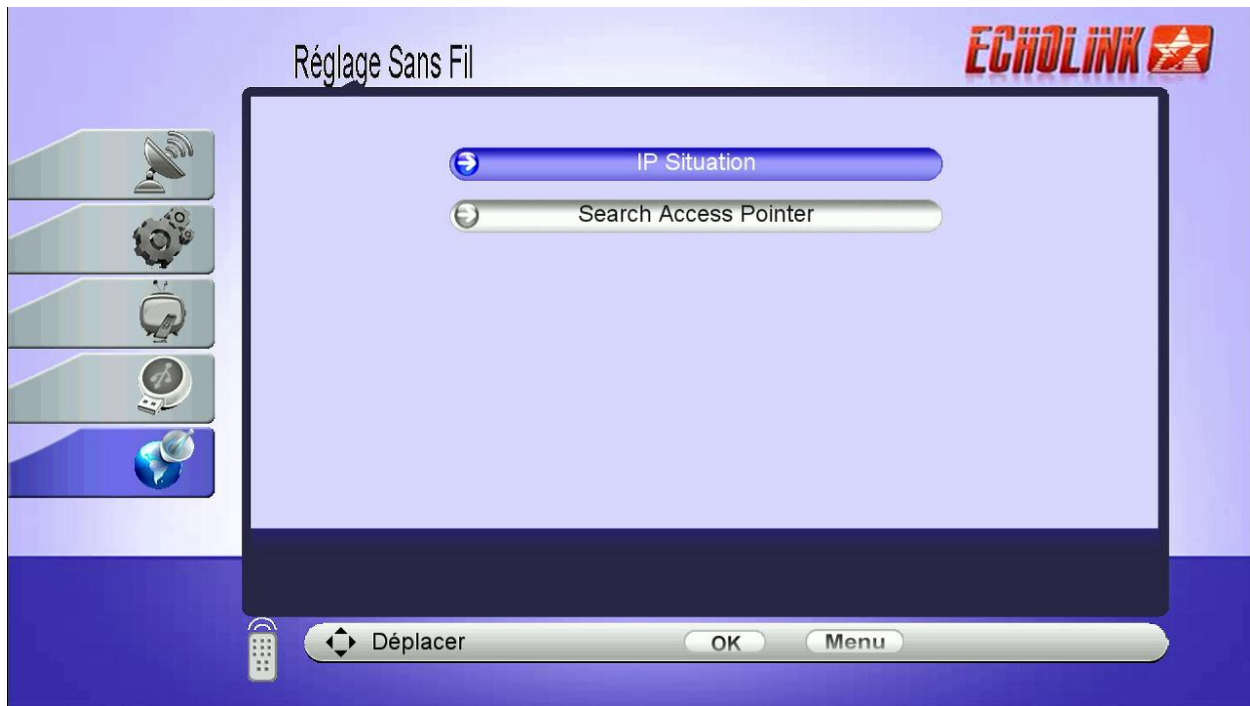 Réglage Sans Fil
ECHOLINK
IP Situation
Search Access Pointer
Déplacer
OK
Menu